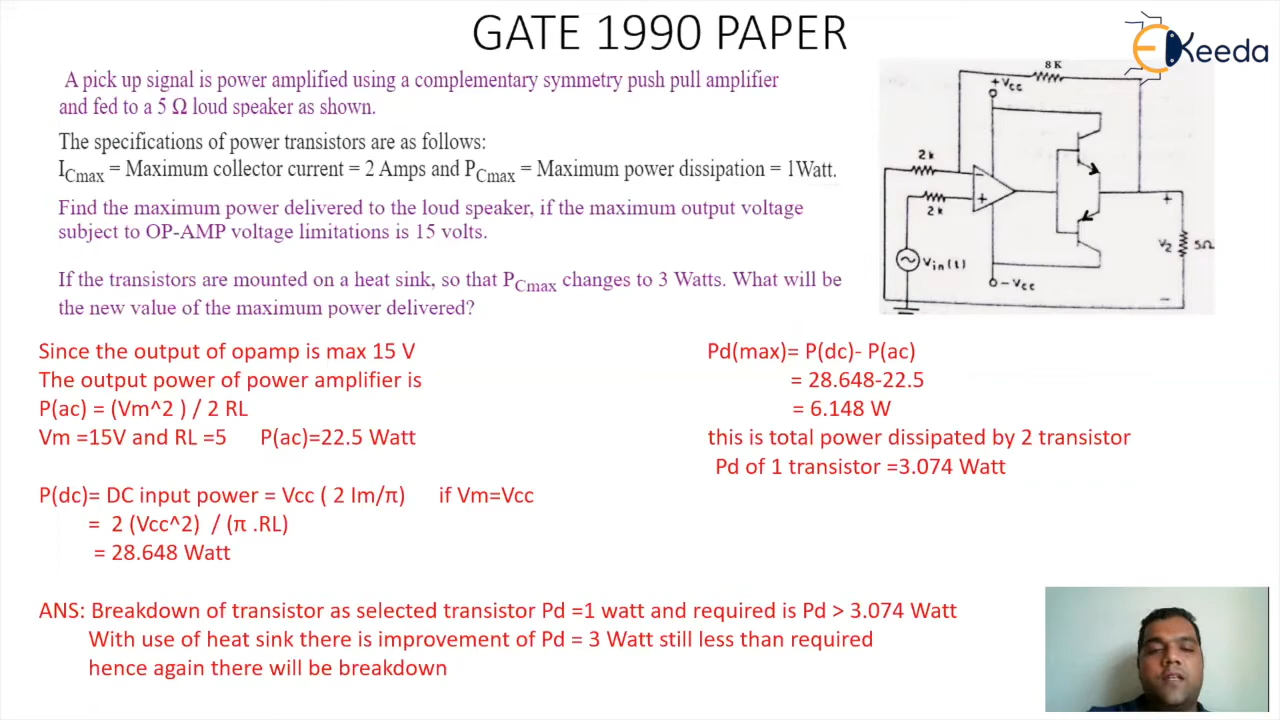 GATE 1990 PAPER
EKeeda
A pick up signal is power amplified using a complementary symmetry push pull amplifier
and fed to a 5 Ω loud speaker as shown.
The specifications of power transistors are as follows:
I_Cmax = Maximum collector current = 2 Amps and P_Cmax = Maximum power dissipation = 1Watt.
Find the maximum power delivered to the loud speaker, if the maximum output voltage
subject to OP-AMP voltage limitations is 15 volts.
If the transistors are mounted on a heat sink, so that P_Cmax changes to 3 Watts. What will be
the new value of the maximum power delivered?
8K
+Vcc
2k
−
+
2k
Vin(t)
−Vcc
+
V2
5Ω
−
Since the output of opamp is max 15 V
The output power of power amplifier is
P(ac) = (Vm^2 ) / 2 RL
Vm =15V and RL =5 P(ac)=22.5 Watt
P(dc)= DC input power = Vcc ( 2 Im/π) if Vm=Vcc
= 2 (Vcc^2) / (π .RL)
= 28.648 Watt
Pd(max)= P(dc)- P(ac)
= 28.648-22.5
= 6.148 W
this is total power dissipated by 2 transistor
Pd of 1 transistor =3.074 Watt
ANS: Breakdown of transistor as selected transistor Pd =1 watt and required is Pd > 3.074 Watt
With use of heat sink there is improvement of Pd = 3 Watt still less than required
hence again there will be breakdown